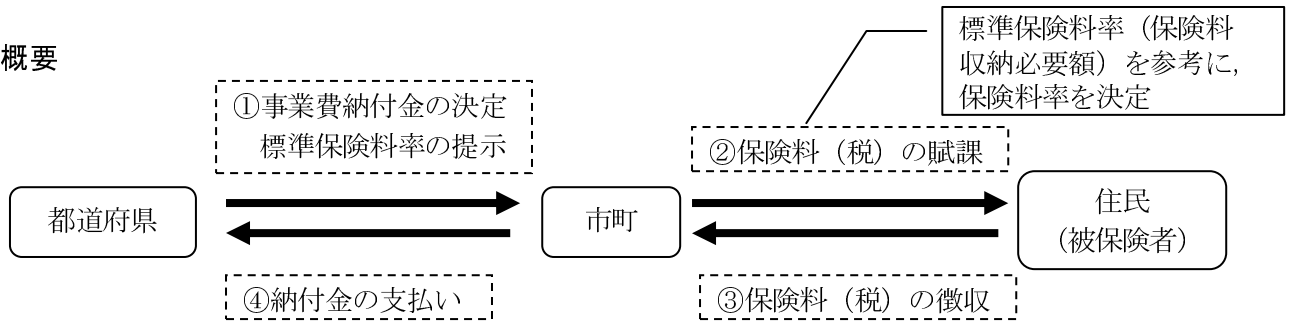 概要
標準保険料率（保険料
収納必要額）を参考に，
保険料率を決定
①事業費納付金の決定
標準保険料率の提示
②保険料（税）の賦課
都道府県
市町
住民
（被保険者）
④納付金の支払い
③保険料（税）の徴収